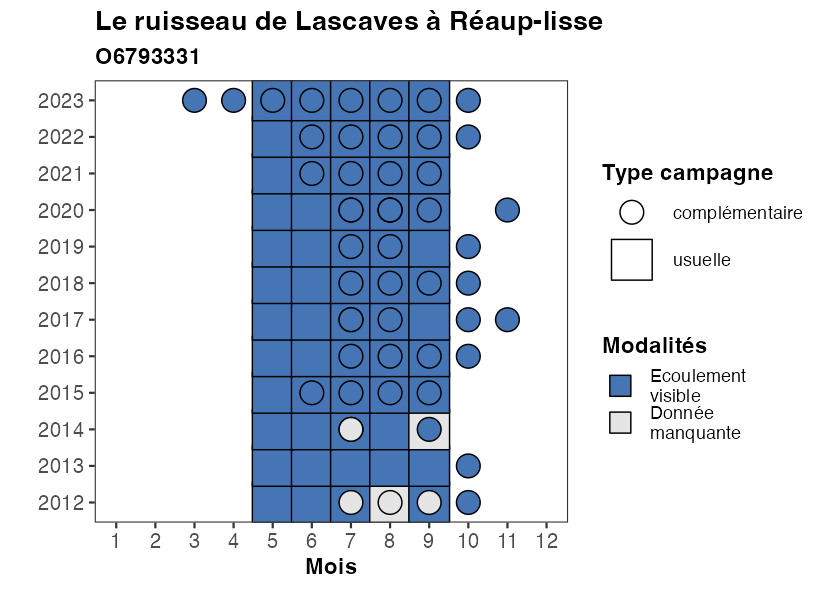 Le ruisseau de Lascaves à Réaup-lisse
O6793331
2023
2022
2021
2020
2019
2018
2017
2016
2015
2014
2013
2012
1 2 3 4 5 6 7 8 9 10 11 12
Mois
Type campagne
complémentaire
usuelle
Modalités
Ecoulement
visible
Donnée
manquante